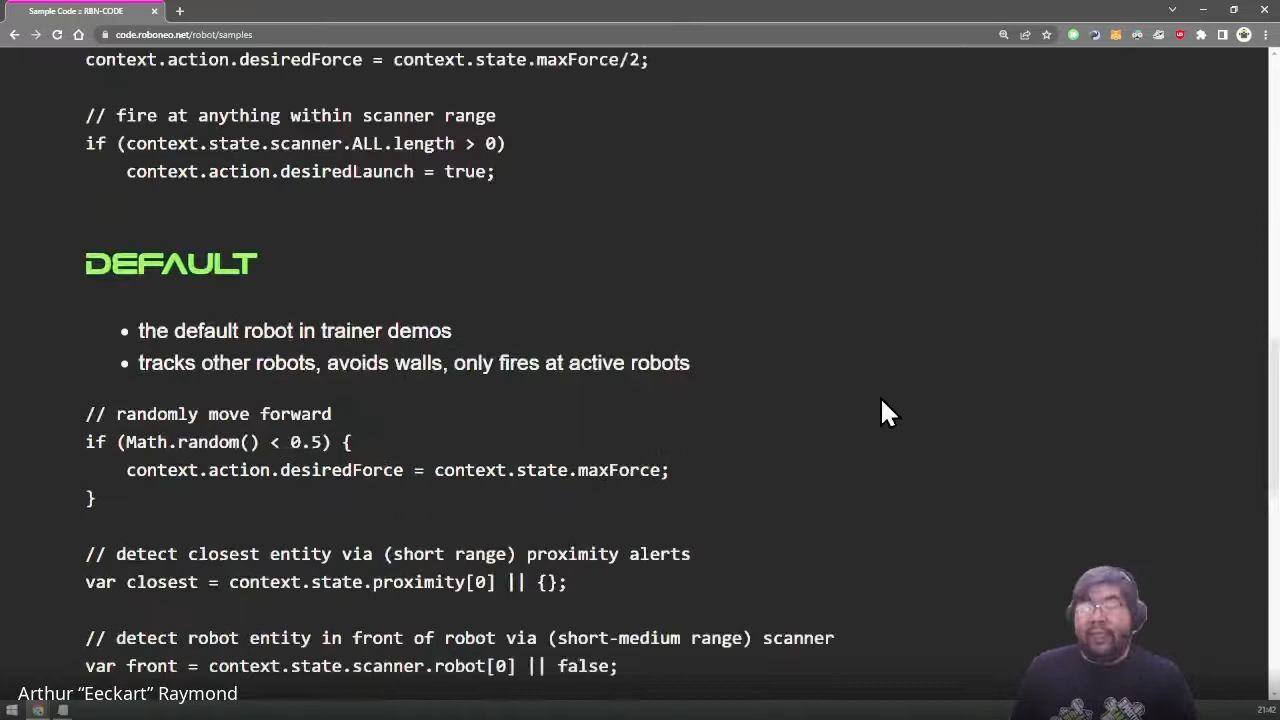 Sample Code :: RBN-CODE
code.roboneo.net/robot/samples
context.action.desiredForce = context.state.maxForce/2;
// fire at anything within scanner range
if (context.state.scanner.ALL.length > 0)
context.action.desiredLaunch = true;
DEFAULT
• the default robot in trainer demos
• tracks other robots, avoids walls, only fires at active robots
// randomly move forward
if (Math.random() < 0.5) {
context.action.desiredForce = context.state.maxForce;
}
// detect closest entity via (short range) proximity alerts
var closest = context.state.proximity[0] || {};
// detect robot entity in front of robot via (short-medium range) scanner
var front = context.state.scanner.robot[0] || false;
Arthur “Eeckart” Raymond
21:42